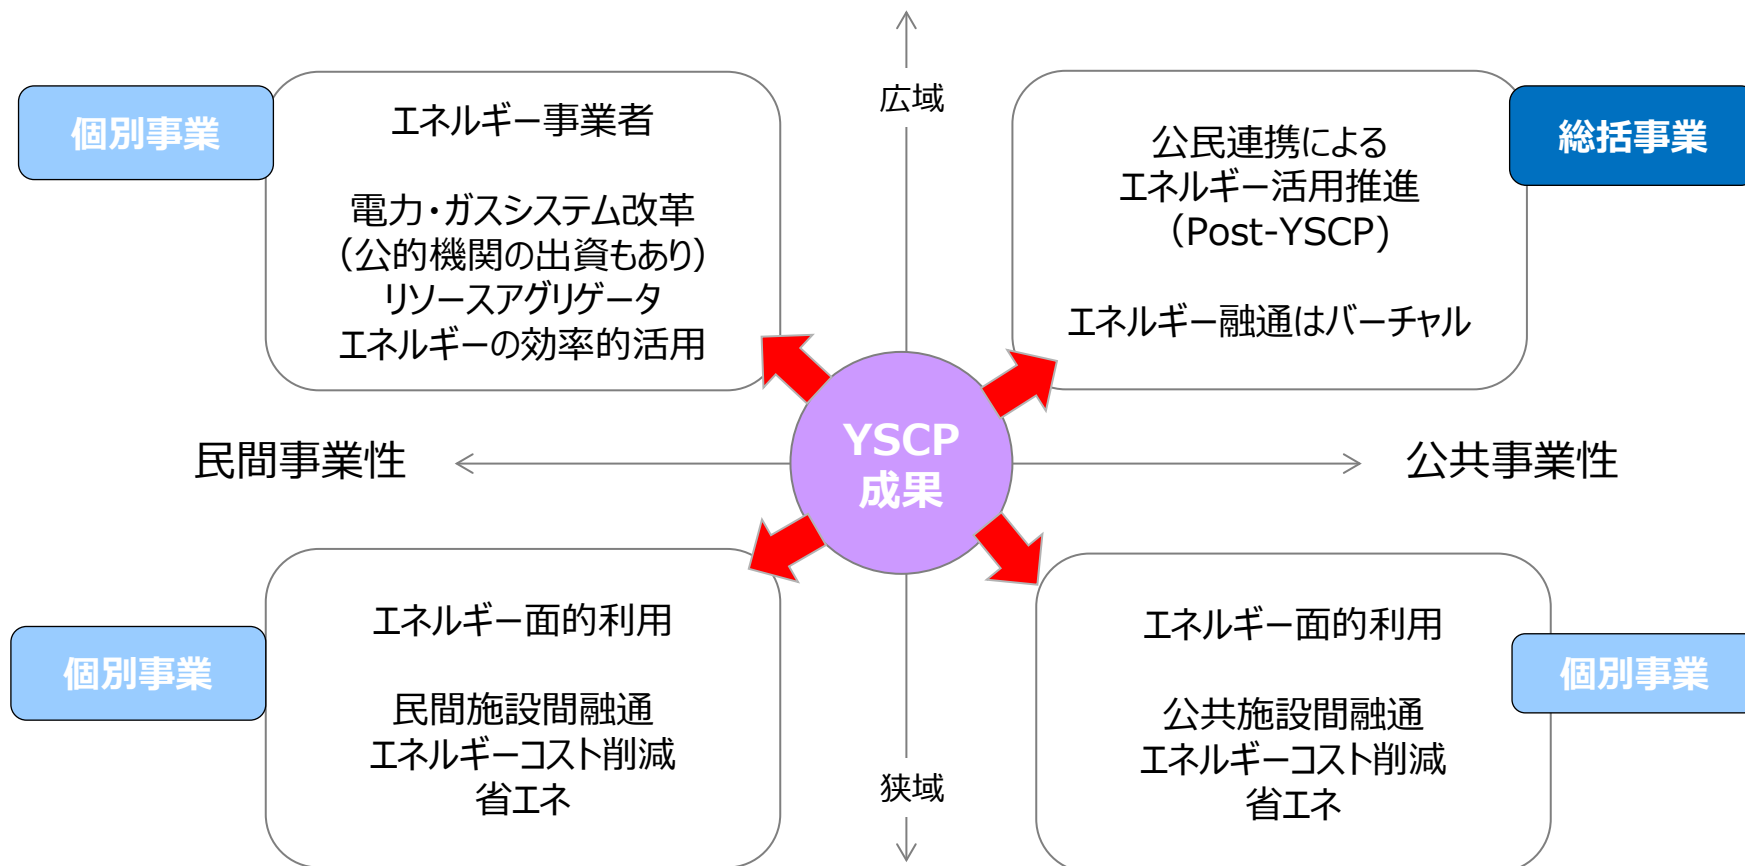 広域
個別事業
エネルギー事業者
電力・ガスシステム改革
（公的機関の出資もあり）
リソースアグリゲータ
エネルギーの効率的活用
公民連携による
エネルギー活用推進
（Post-YSCP）
エネルギー融通はバーチャル
総括事業
民間事業性
YSCP
成果
公共事業性
個別事業
エネルギー面的利用
民間施設間融通
エネルギーコスト削減
省エネ
エネルギー面的利用
公共施設間融通
エネルギーコスト削減
省エネ
個別事業
狭域